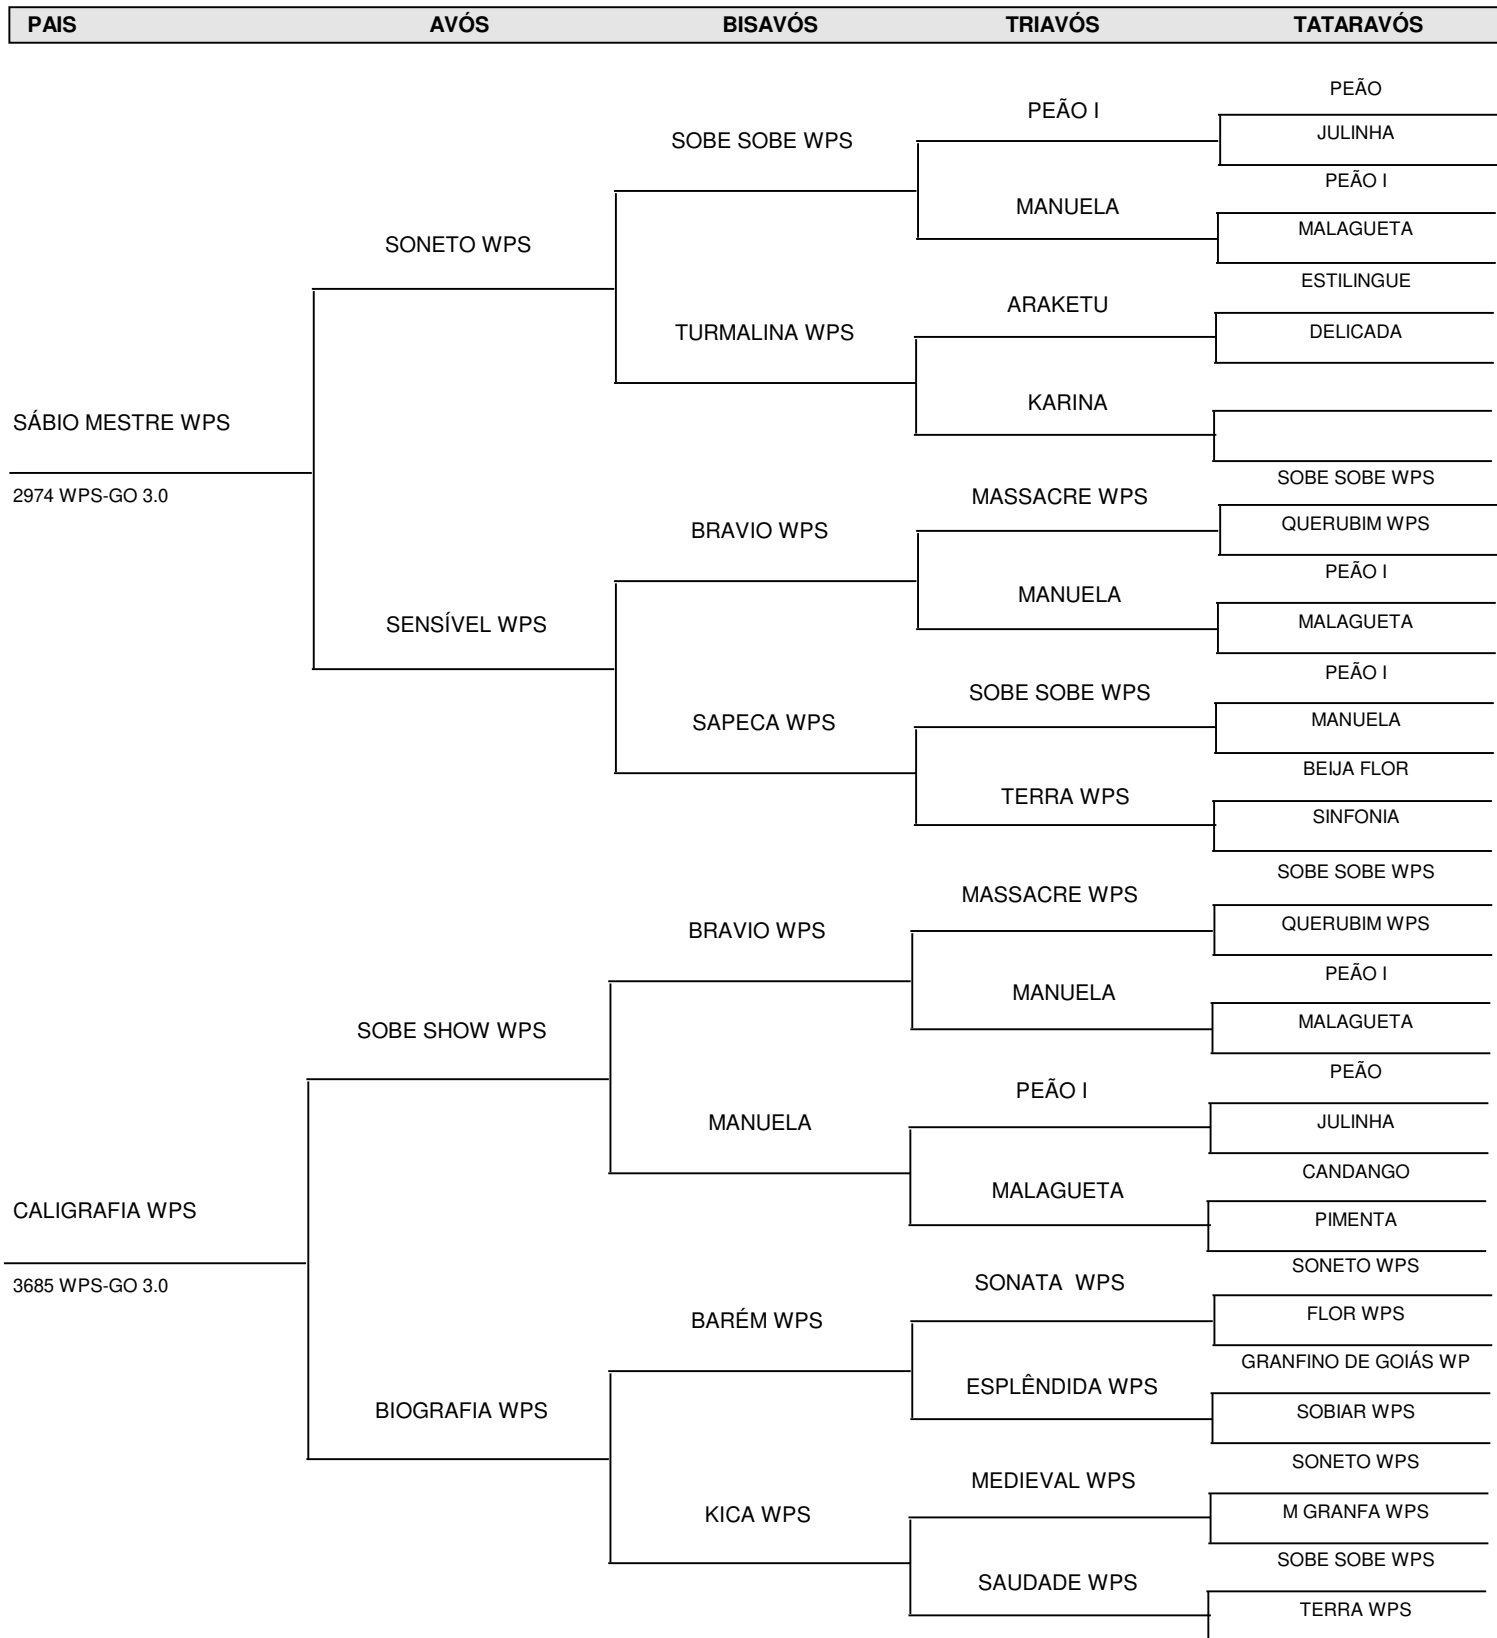 PAIS AVÓS BISAVÓS TRIAVÓS TATARAVÓS
PEÃO
PEÃO I
JULINHA
SOBE SOBE WPS
PEÃO I
MANUELA
MALAGUETA
SONETO WPS
ESTILINGUE
ARAKETU
DELICADA
TURMALINA WPS
KARINA
SÁBIO MESTRE WPS
2974 WPS-GO 3.0
SOBE SOBE WPS
MASSACRE WPS
QUERUBIM WPS
BRAVIO WPS
PEÃO I
MANUELA
MALAGUETA
SENSÍVEL WPS
PEÃO I
SOBE SOBE WPS
MANUELA
SAPECA WPS
BEIJA FLOR
TERRA WPS
SINFONIA
SOBE SOBE WPS
MASSACRE WPS
QUERUBIM WPS
BRAVIO WPS
PEÃO I
MANUELA
MALAGUETA
SOBE SHOW WPS
PEÃO
PEÃO I
JULINHA
MANUELA
CANDANGO
MALAGUETA
PIMENTA
CALIGRAFIA WPS
3685 WPS-GO 3.0
SONETO WPS
SONATA WPS
FLOR WPS
BARÉM WPS
GRANFINO DE GOIÁS WP
ESPLÊNDIDA WPS
SOBIAR WPS
BIOGRAFIA WPS
SONETO WPS
MEDIEVAL WPS
M GRANFA WPS
KICA WPS
SOBE SOBE WPS
SAUDADE WPS
TERRA WPS